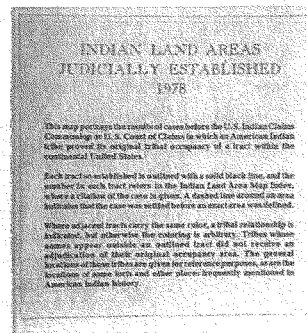 INDIAN LAND AREAS
JUDICIALLY ESTABLISHED
1978
This map portrays the results of cases before the U.S. Indian Claims
Commission or U.S. Court of Claims in which an American Indian
tribe proved its original tribal occupancy of a tract within the
continental United States.
Each tract so established is outlined with a solid black line, and the
number in each tract refers to the Indian Land Area Map Index,
where a citation of the case is given. A dashed line around an area
indicates that the case was settled before an exact area was defined.
Where adjacent tracts carry the same color, a tribal relationship is
indicated, but otherwise the coloring is arbitrary. Tribes whose
names appear outside an outlined tract did not receive an
adjudication of their original occupancy area. The general
locations of those tribes are given for reference purposes, as are the
locations of some forts and other places frequently mentioned in
American Indian history.